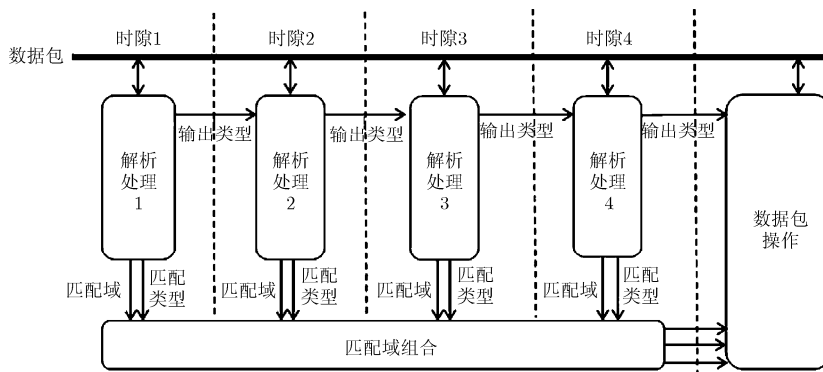 时隙1
时隙2
时隙3
时隙4
数据包
输出类型
输出类型
输出类型
输出类型
解析
处理
1
解析
处理
2
解析
处理
3
解析
处理
4
数据包
操作
匹配域
匹配
类型
匹配域
匹配
类型
匹配域
匹配
类型
匹配域
匹配
类型
匹配域组合